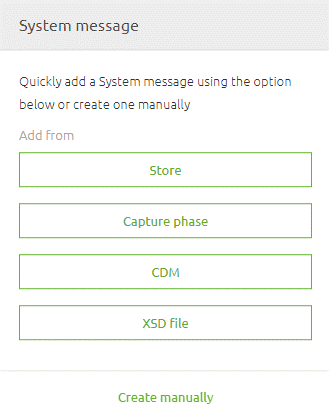 System message
Quickly add a System message using the option
below or create one manually
Add from
Store
Capture phase
CDM
XSD file
Create manually